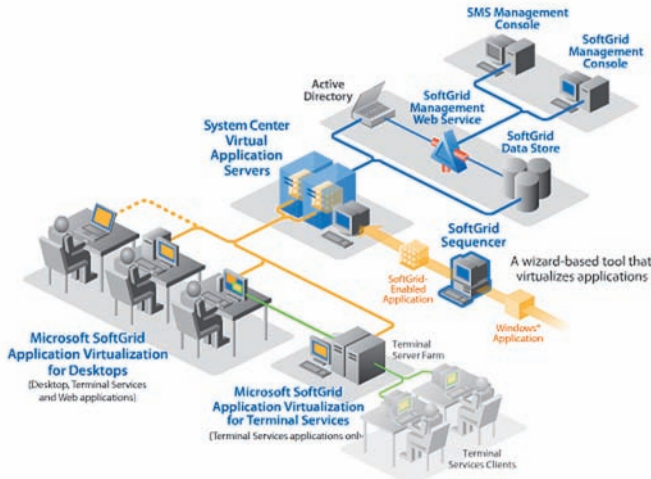 SMS Management
Console
SoftGrid
Management
Console
Active
Directory
SoftGrid
Management
Web Service
SoftGrid
Data Store
System Center
Virtual
Application
Servers
SoftGrid
Sequencer
A wizard-based tool that
virtualizes applications
SoftGrid-
Enabled
Application
Windows®
Application
Microsoft SoftGrid
Application Virtualization
for Desktops
(Desktop, Terminal Services
and Web applications)
Terminal
Server Farm
Microsoft SoftGrid
Application Virtualization
for Terminal Services
(Terminal Services applications only
Terminal
Services Clients